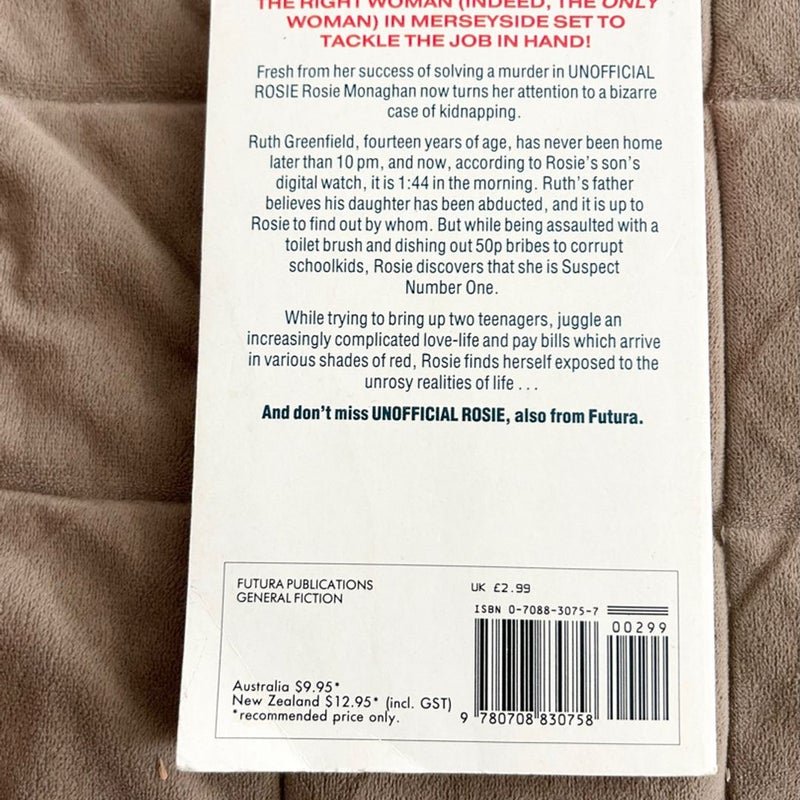 THE RIGHT WOMAN (INDEED, THE ONLY
WOMAN) IN MERSEYSIDE SET TO
TACKLE THE JOB IN HAND!
Fresh from her success of solving a murder in UNOFFICIAL
ROSIE Rosie Monaghan now turns her attention to a bizarre
case of kidnapping.
Ruth Greenfield, fourteen years of age, has never been home
later than 10 pm, and now, according to Rosie's son's
digital watch, it is 1:44 in the morning. Ruth's father
believes his daughter has been abducted, and it is up to
Rosie to find out by whom. But while being assaulted with a
toilet brush and dishing out 50p bribes to corrupt
schoolkids, Rosie discovers that she is Suspect
Number One.
While trying to bring up two teenagers, juggle an
increasingly complicated love-life and pay bills which arrive
in various shades of red, Rosie finds herself exposed to the
unrosy realities of life . . .
And don't miss UNOFFICIAL ROSIE, also from Futura.
FUTURA PUBLICATIONS
GENERAL FICTION
UK £2.99
ISBN 0-7088-3075-7
00299
Australia $9.95*
New Zealand $12.95* (incl. GST)
*recommended price only.
9 780708 830758